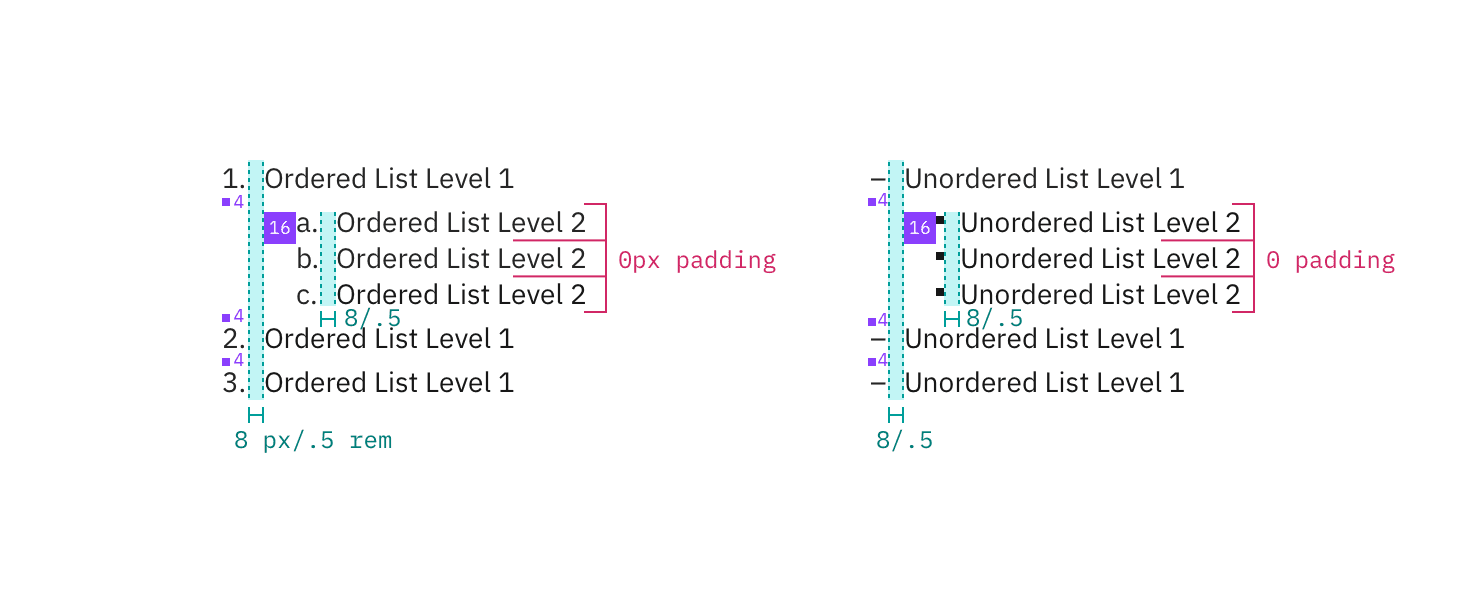 1. Ordered List Level 1
4
16 a. Ordered List Level 2
b. Ordered List Level 2
0px padding
c. Ordered List Level 2
4
8/.5
2. Ordered List Level 1
4
3. Ordered List Level 1
8 px/.5 rem
– Unordered List Level 1
4
16 ▪ Unordered List Level 2
▪ Unordered List Level 2
0 padding
▪ Unordered List Level 2
4
8/.5
– Unordered List Level 1
4
– Unordered List Level 1
8/.5